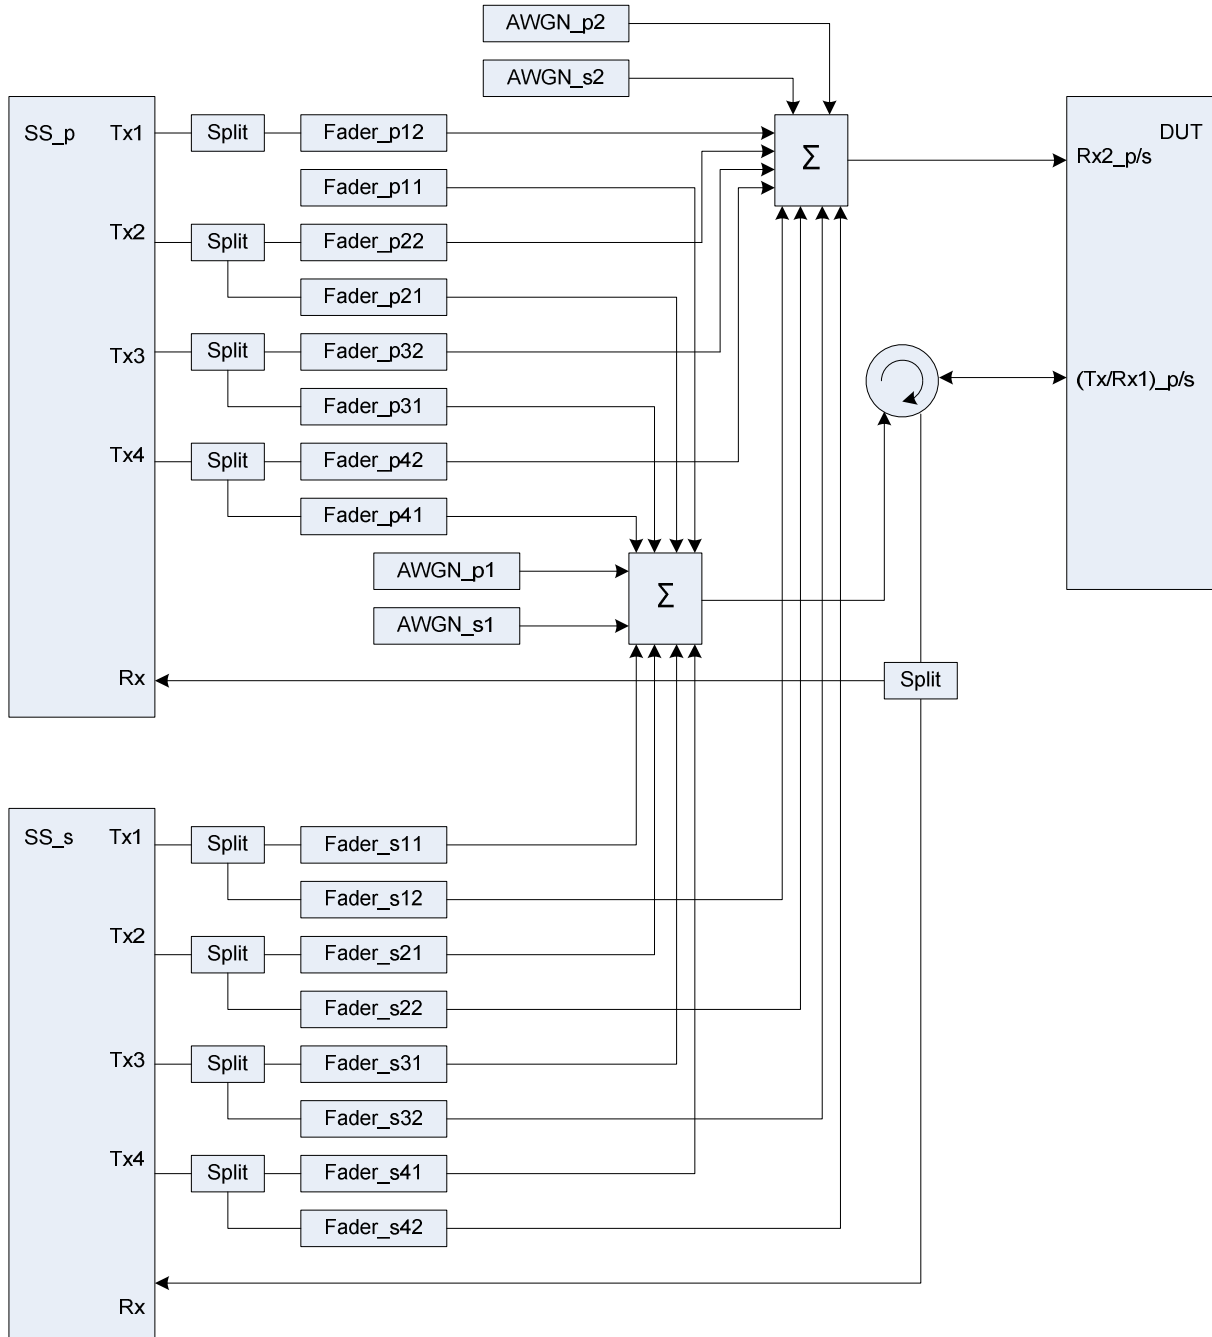 AWGN_p2
AWGN_s2
SS_p
Tx1
Split
Fader_p12
Σ
DUT
Rx2_p/s
Fader_p11
Tx2
Split
Fader_p22
Fader_p21
Tx3
Split
Fader_p32
(Tx/Rx1)_p/s
Fader_p31
Tx4
Split
Fader_p42
Fader_p41
AWGN_p1
Σ
AWGN_s1
Rx
Split
SS_s
Tx1
Split
Fader_s11
Fader_s12
Tx2
Split
Fader_s21
Fader_s22
Tx3
Split
Fader_s31
Fader_s32
Tx4
Split
Fader_s41
Fader_s42
Rx